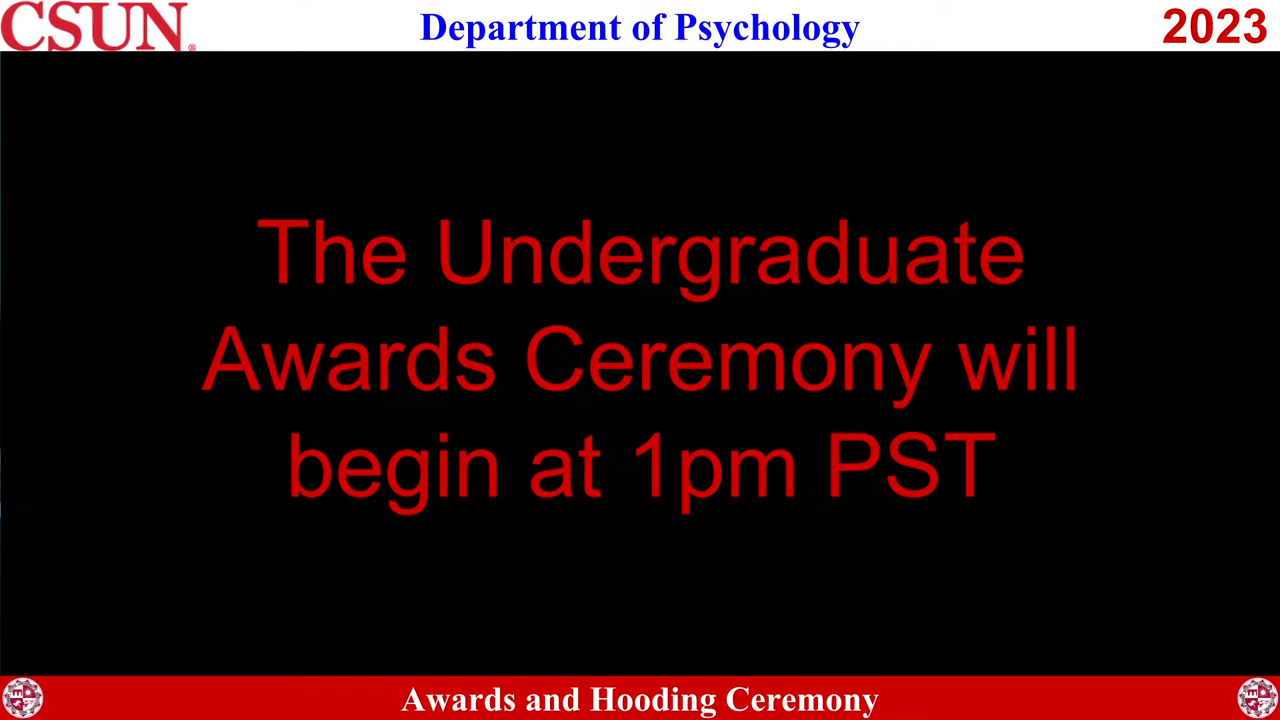 CSUN
Department of Psychology
2023
The Undergraduate
Awards Ceremony will
begin at 1pm PST
Awards and Hooding Ceremony